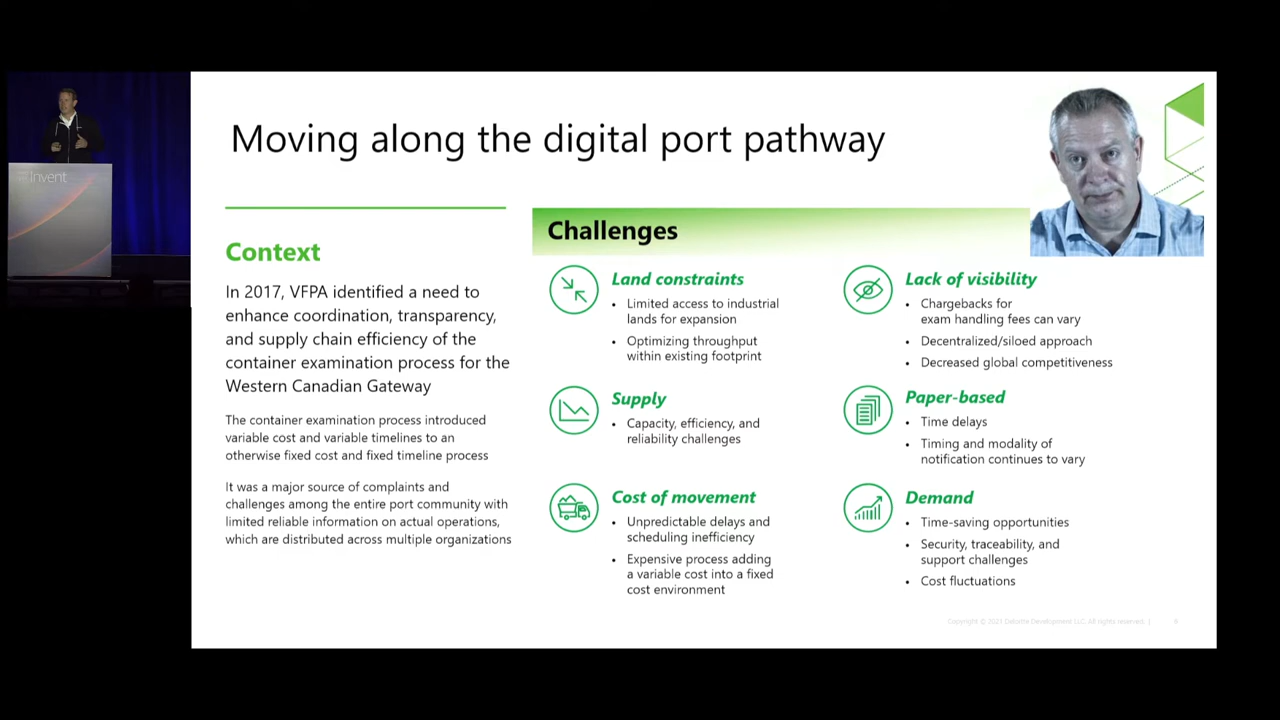 Invent
Moving along the digital port pathway
Context
In 2017, VFPA identified a need to
enhance coordination, transparency,
and supply chain efficiency of the
container examination process for the
Western Canadian Gateway
The container examination process introduced
variable cost and variable timelines to an
otherwise fixed cost and fixed timeline process
It was a major source of complaints and
challenges among the entire port community with
limited reliable information on actual operations,
which are distributed across multiple organizations
Challenges
Land constraints
• Limited access to industrial
lands for expansion
• Optimizing throughput
within existing footprint
Supply
• Capacity, efficiency, and
reliability challenges
Cost of movement
• Unpredictable delays and
scheduling inefficiency
• Expensive process adding
a variable cost into a fixed
cost environment
Lack of visibility
• Chargebacks for
exam handling fees can vary
• Decentralized/siloed approach
• Decreased global competitiveness
Paper-based
• Time delays
• Timing and modality of
notification continues to vary
Demand
• Time-saving opportunities
• Security, traceability, and
support challenges
• Cost fluctuations
Copyright © 2021 Deloitte Development LLC. All rights reserved. |